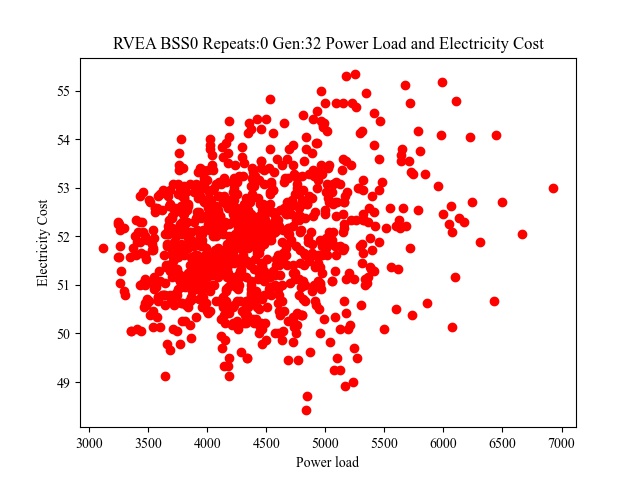 RVEA BSS0 Repeats:0 Gen:32 Power Load and Electricity Cost
55
54
53
52
51
50
49
Electricity Cost
3000 3500 4000 4500 5000 5500 6000 6500 7000
Power load